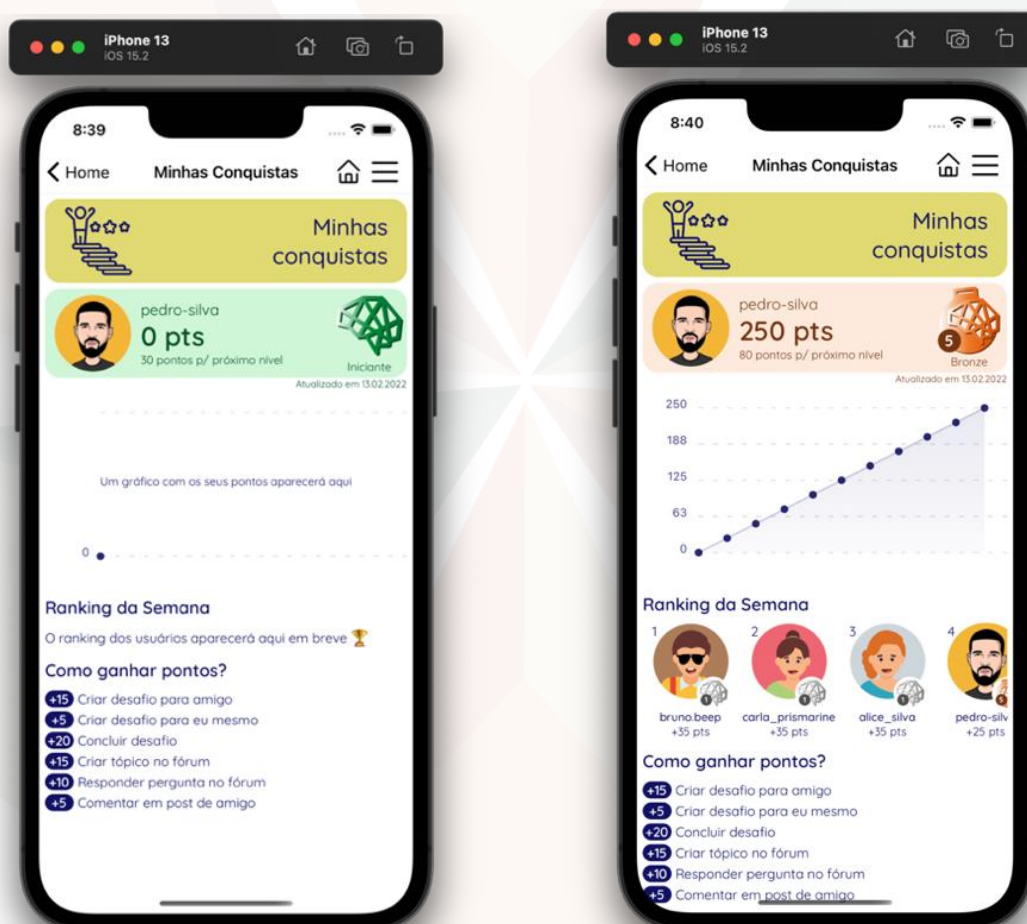 iPhone 13
iOS 15.2
8:39
Home
Minhas Conquistas
Minhas
conquistas
pedro-silva
0 pts
30 pontos p/ próximo nível
Iniciante
Atualizado em 13.02.2022
Um gráfico com os seus pontos aparecerá aqui
0
Ranking da Semana
O ranking dos usuários aparecerá aqui em breve 🏆
Como ganhar pontos?
+15 Criar desafio para amigo
+5 Criar desafio para eu mesmo
+20 Concluir desafio
+15 Criar tópico no fórum
+10 Responder pergunta no fórum
+5 Comentar em post de amigo
iPhone 13
iOS 15.2
8:40
Home
Minhas Conquistas
Minhas
conquistas
pedro-silva
250 pts
80 pontos p/ próximo nível
5
Bronze
Atualizado em 13.02.2022
250
188
125
63
0
Ranking da Semana
1 2 3 4
1 1 1 5
bruno.beep carla_prismarine alice_silva pedro-silv
+35 pts +35 pts +35 pts +25 pts
Como ganhar pontos?
+15 Criar desafio para amigo
+5 Criar desafio para eu mesmo
+20 Concluir desafio
+15 Criar tópico no fórum
+10 Responder pergunta no fórum
+5 Comentar em post de amigo